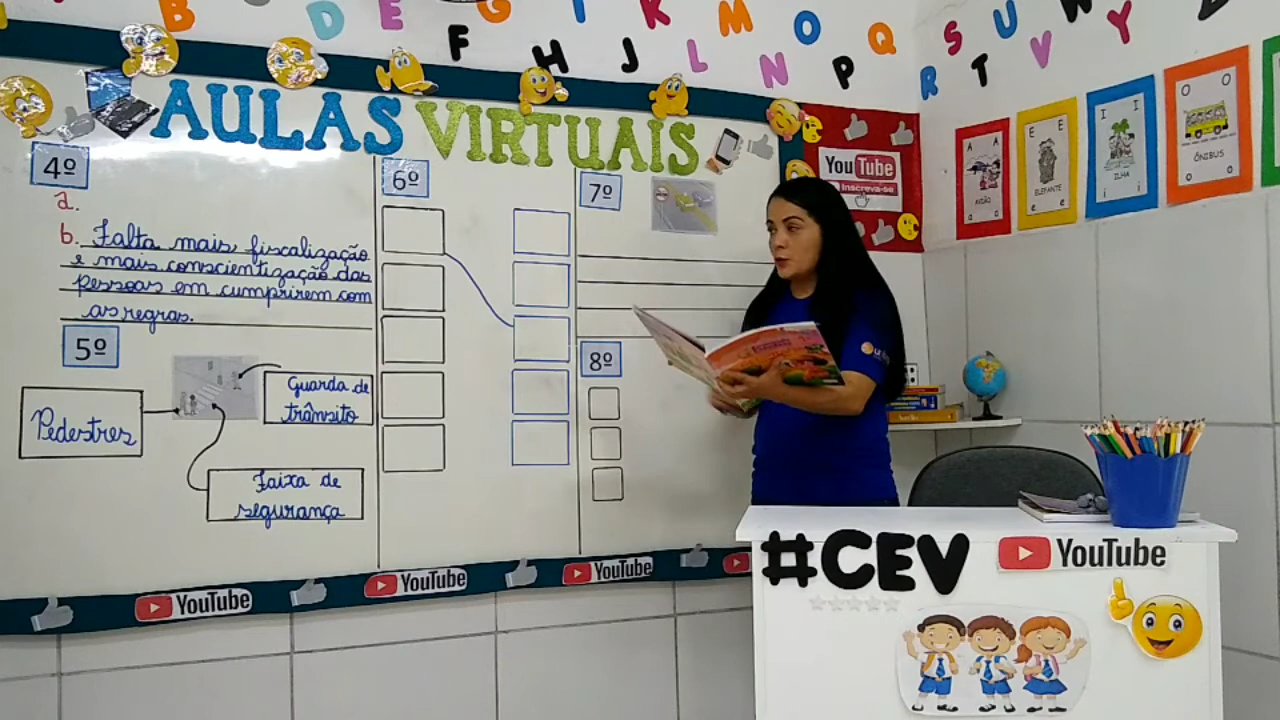 B D E G I K M O Q S U W Y Z
F H J L N P R T V
AULAS VIRTUAIS
YouTube
Inscreva-se
4º
a.
b. Falta mais fiscalização
e mais conscientização das
pessoas em cumprirem com
as regras.
5º
Pedestres
Guarda de
trânsito
Faixa de
segurança
6º
7º
8º
A A
AVIÃO
a a
E E
ELEFANTE
e e
I I
ILHA
i i
O O
ÔNIBUS
o o
YouTube
YouTube
YouTube
#CEV
YouTube